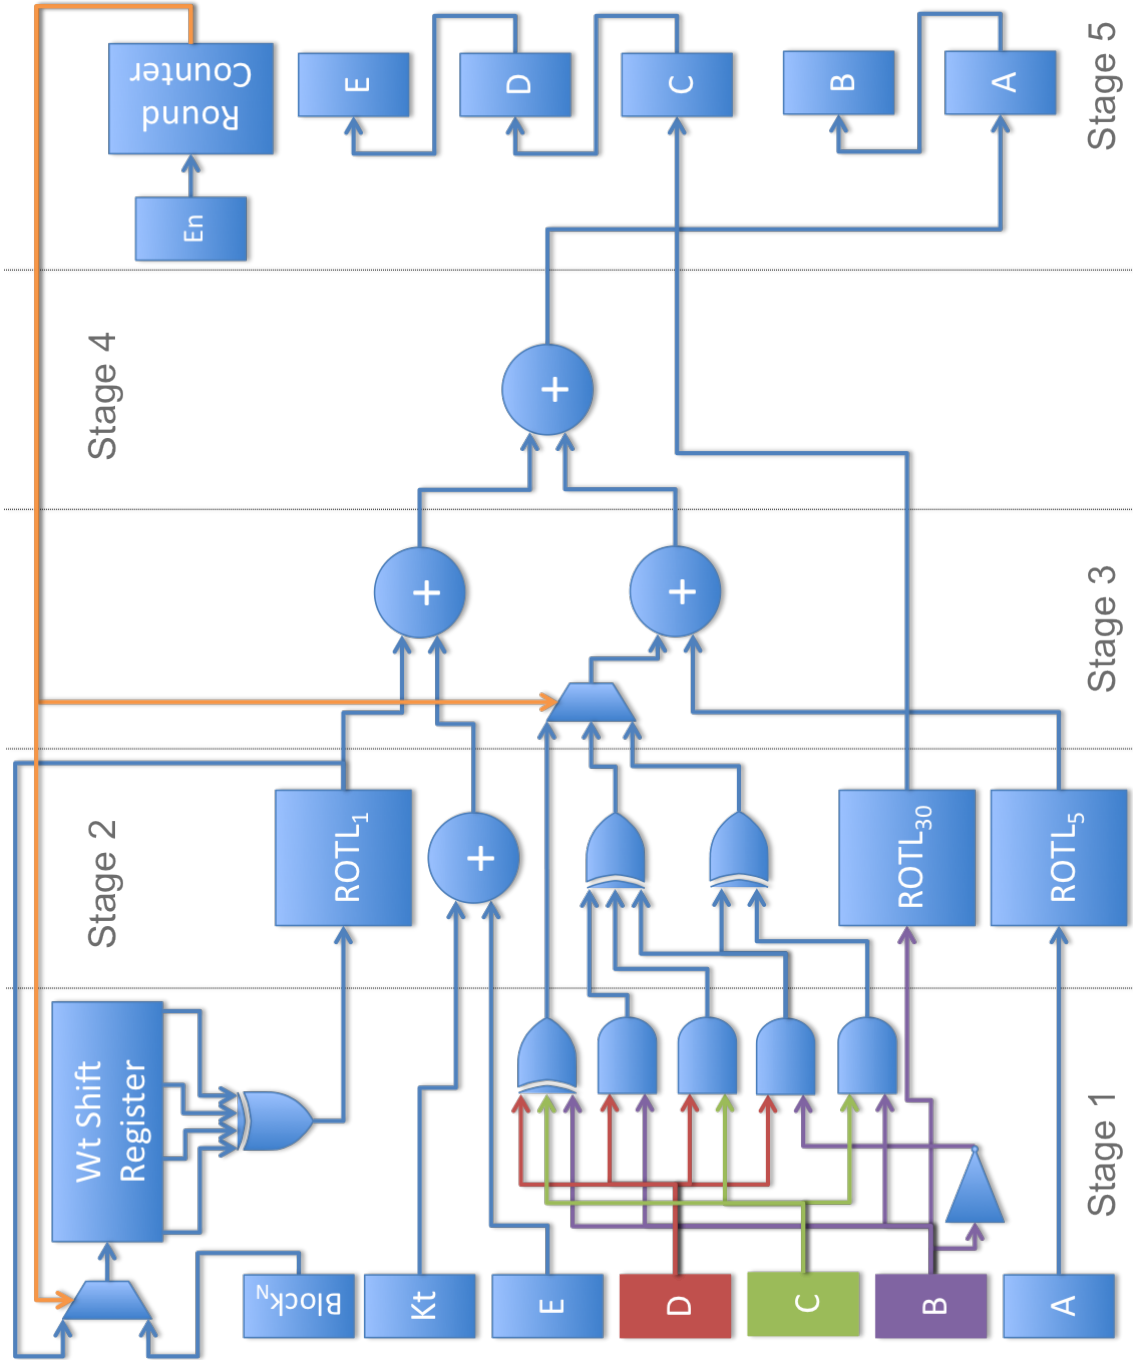 Round
Counter
En
E
D
C
B
A
Stage 5
Stage 4
+
+
+
Stage 3
Stage 2
ROTL1
+
ROTL30
ROTL5
Wt Shift
Register
Stage 1
BlockN
Kt
E
D
C
B
A